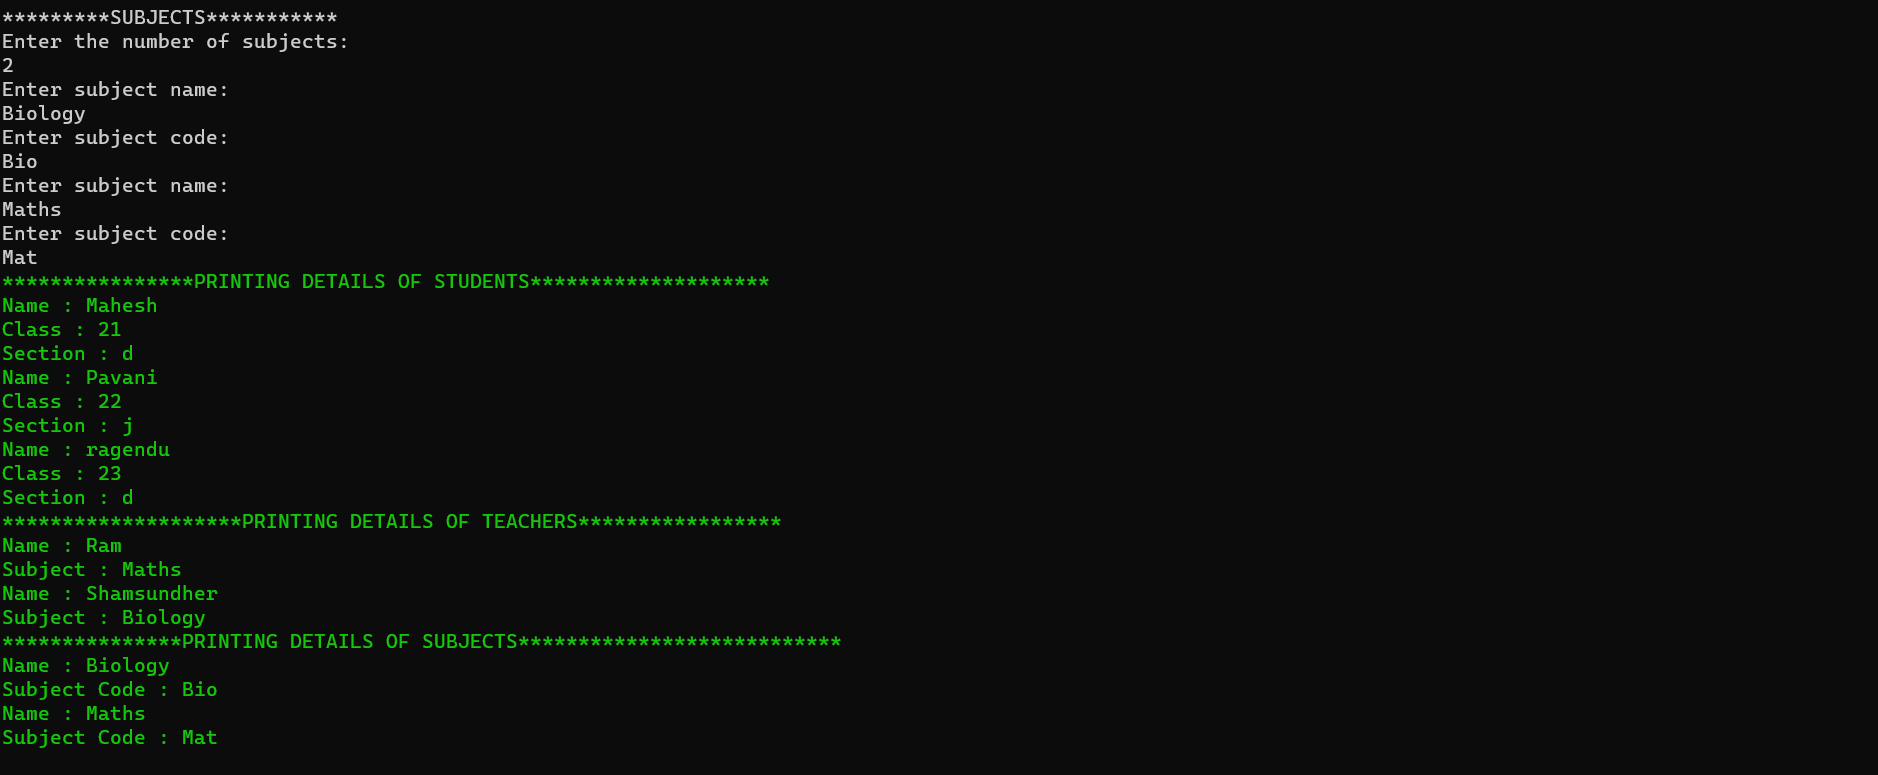 *********SUBJECTS***********
Enter the number of subjects:
2
Enter subject name:
Biology
Enter subject code:
Bio
Enter subject name:
Maths
Enter subject code:
Mat
****************PRINTING DETAILS OF STUDENTS********************
Name : Mahesh
Class : 21
Section : d
Name : Pavani
Class : 22
Section : j
Name : ragendu
Class : 23
Section : d
********************PRINTING DETAILS OF TEACHERS*****************
Name : Ram
Subject : Maths
Name : Shamsundher
Subject : Biology
***************PRINTING DETAILS OF SUBJECTS***************************
Name : Biology
Subject Code : Bio
Name : Maths
Subject Code : Mat